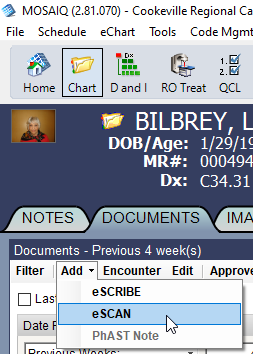 MOSAIQ (2.81.070) - Cookeville Regional Ca
File Schedule eChart Tools Code Mgmt
Home Chart D and I RO Treat QCL
BILBREY, L
DOB/Age: 1/29/19
MR#: 000494
Dx: C34.31
NOTES DOCUMENTS IMA
Documents - Previous 4 week(s)
Filter Add Encounter Edit Approve
Las
eSCRIBE
eSCAN
PhAST Note
Date R
Previous Weeks: